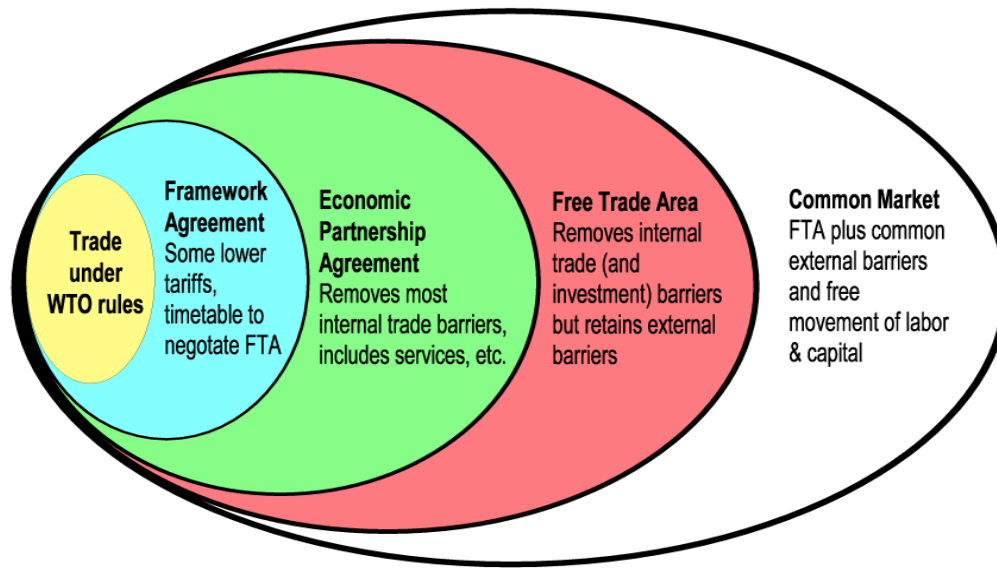 Trade
under
WTO rules
Framework
Agreement
Some lower
tariffs,
timetable to
negotate FTA
Economic
Partnership
Agreement
Removes most
internal trade barriers,
includes services, etc.
Free Trade Area
Removes internal
trade (and
investment) barriers
but retains external
barriers
Common Market
FTA plus common
external barriers
and free
movement of labor
& capital